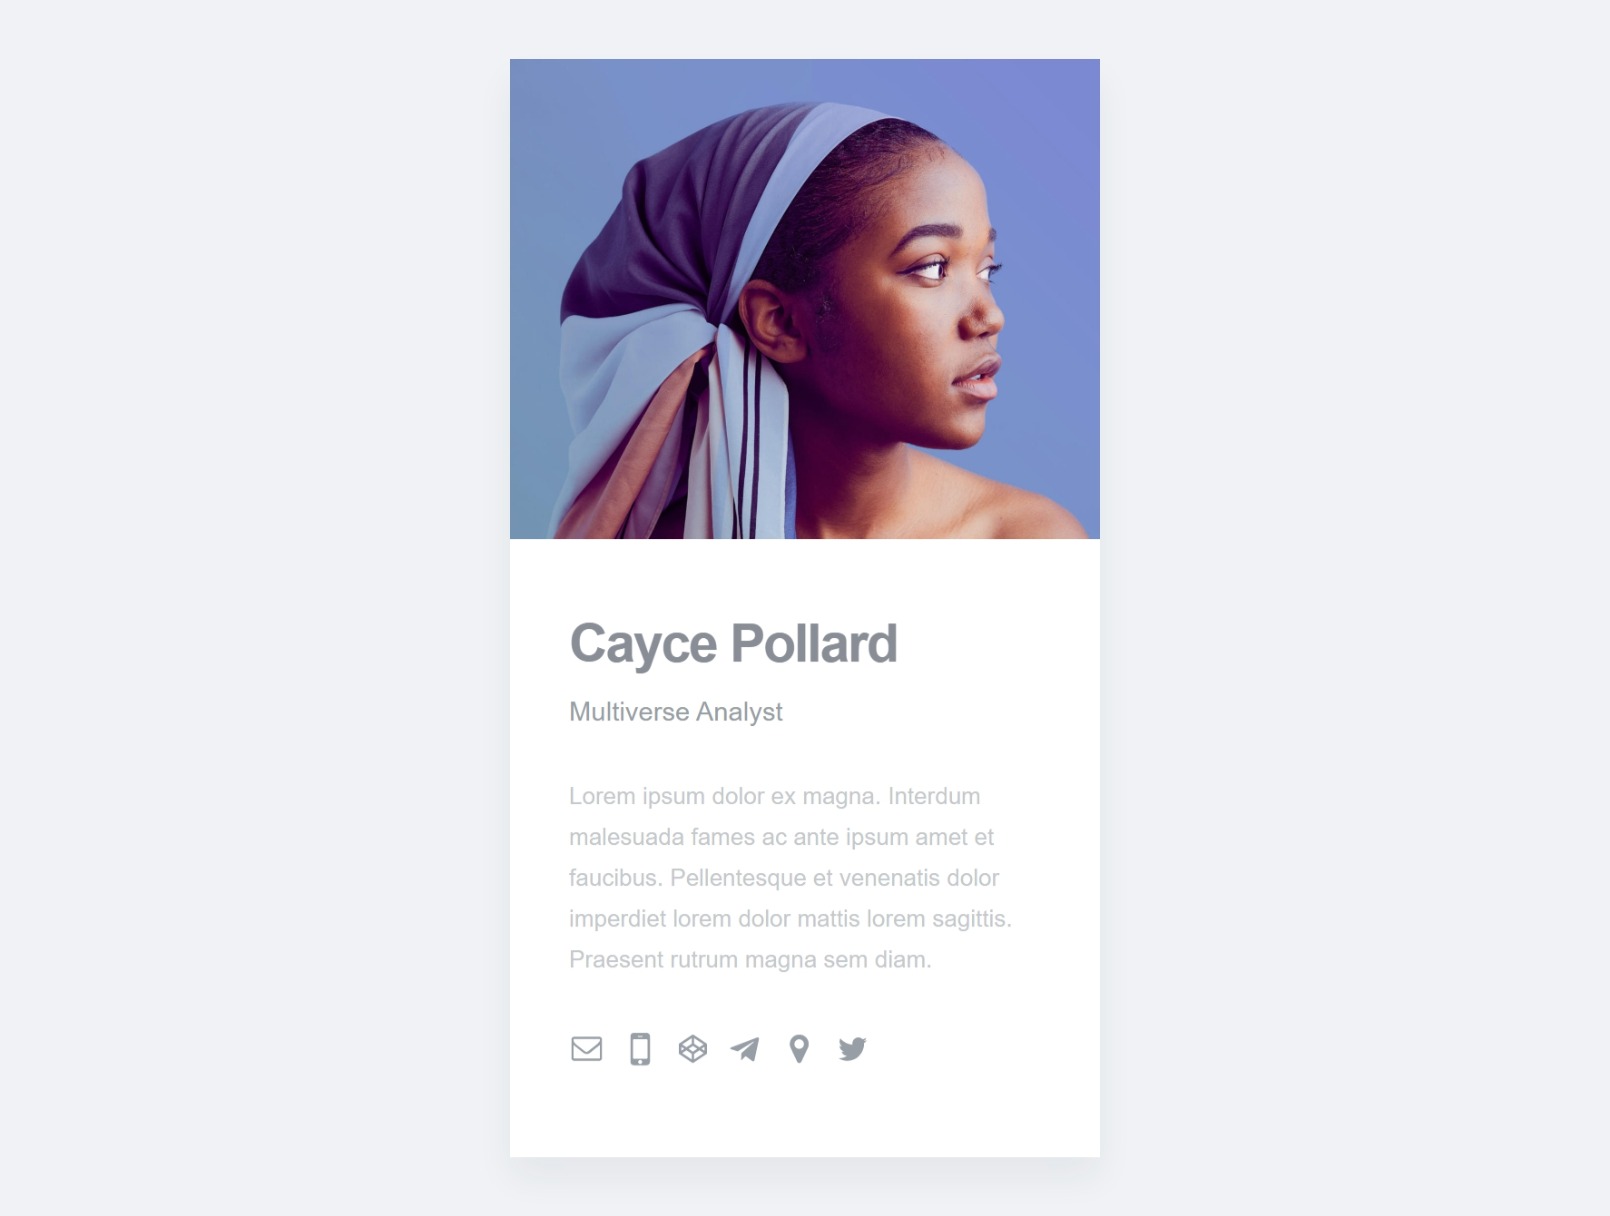 Cayce Pollard
Multiverse Analyst
Lorem ipsum dolor ex magna. Interdum
malesuada fames ac ante ipsum amet et
faucibus. Pellentesque et venenatis dolor
imperdiet lorem dolor mattis lorem sagittis.
Praesent rutrum magna sem diam.